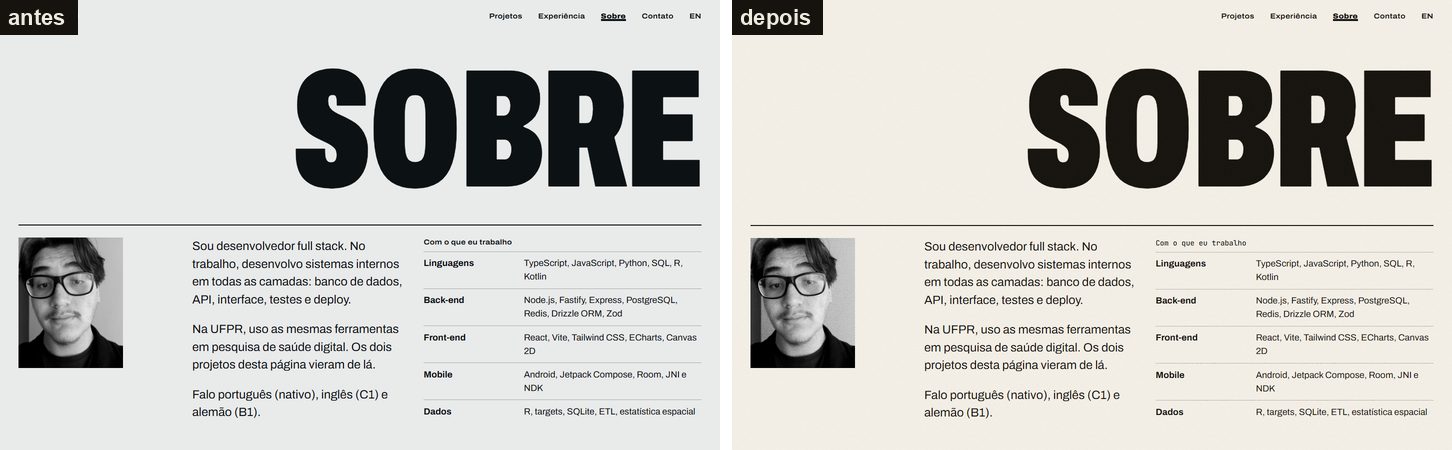 antes
Projetos Experiência Sobre Contato EN
SOBRE
Sou desenvolvedor full stack. No
trabalho, desenvolvo sistemas internos
em todas as camadas: banco de dados,
API, interface, testes e deploy.
Na UFPR, uso as mesmas ferramentas
em pesquisa de saúde digital. Os dois
projetos desta página vieram de lá.
Falo português (nativo), inglês (C1) e
alemão (B1).
Com o que eu trabalho
Linguagens TypeScript, JavaScript, Python, SQL, R,
Kotlin
Back-end Node.js, Fastify, Express, PostgreSQL,
Redis, Drizzle ORM, Zod
Front-end React, Vite, Tailwind CSS, ECharts, Canvas
2D
Mobile Android, Jetpack Compose, Room, JNI e
NDK
Dados R, targets, SQLite, ETL, estatística espacial
depois
Projetos Experiência Sobre Contato EN
SOBRE
Sou desenvolvedor full stack. No
trabalho, desenvolvo sistemas internos
em todas as camadas: banco de dados,
API, interface, testes e deploy.
Na UFPR, uso as mesmas ferramentas
em pesquisa de saúde digital. Os dois
projetos desta página vieram de lá.
Falo português (nativo), inglês (C1) e
alemão (B1).
Com o que eu trabalho
Linguagens TypeScript, JavaScript, Python, SQL, R,
Kotlin
Back-end Node.js, Fastify, Express, PostgreSQL,
Redis, Drizzle ORM, Zod
Front-end React, Vite, Tailwind CSS, ECharts, Canvas
2D
Mobile Android, Jetpack Compose, Room, JNI e
NDK
Dados R, targets, SQLite, ETL, estatística espacial